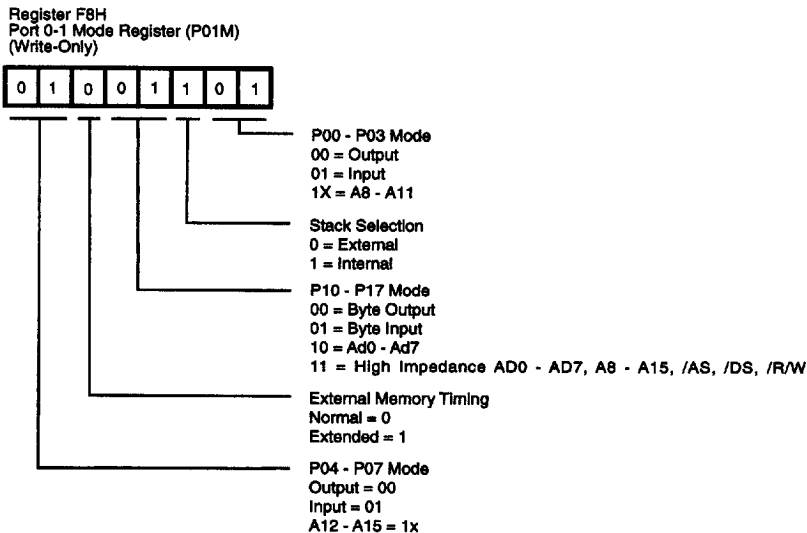 Register F8H
Port 0-1 Mode Register (P01M)
(Write-Only)
0 1 0 0 1 1 0 1
P00 - P03 Mode
00 = Output
01 = Input
1X = A8 - A11
Stack Selection
0 = External
1 = Internal
P10 - P17 Mode
00 = Byte Output
01 = Byte Input
10 = Ad0 - Ad7
11 = High Impedance AD0 - AD7, A8 - A15, /AS, /DS, /R/W
External Memory Timing
Normal = 0
Extended = 1
P04 - P07 Mode
Output = 00
Input = 01
A12 - A15 = 1x